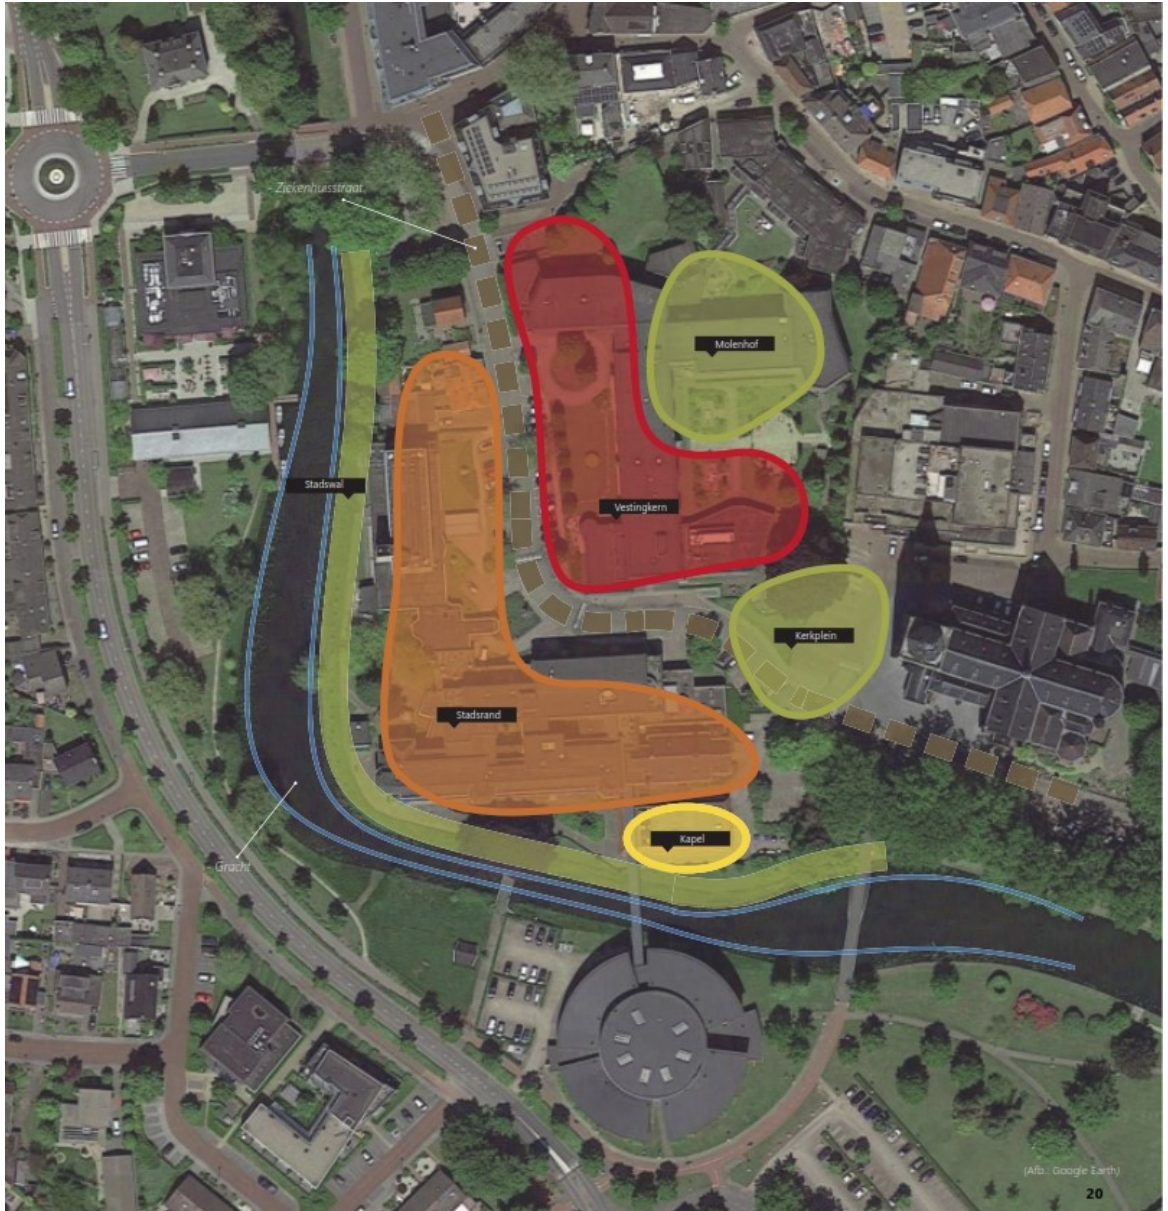 Ziekenhuisstraat
Molenhof
Stadswal
Vestingkern
Kerkplein
Stadsrand
Kapel
Gracht
(Afb.: Google Earth)
20